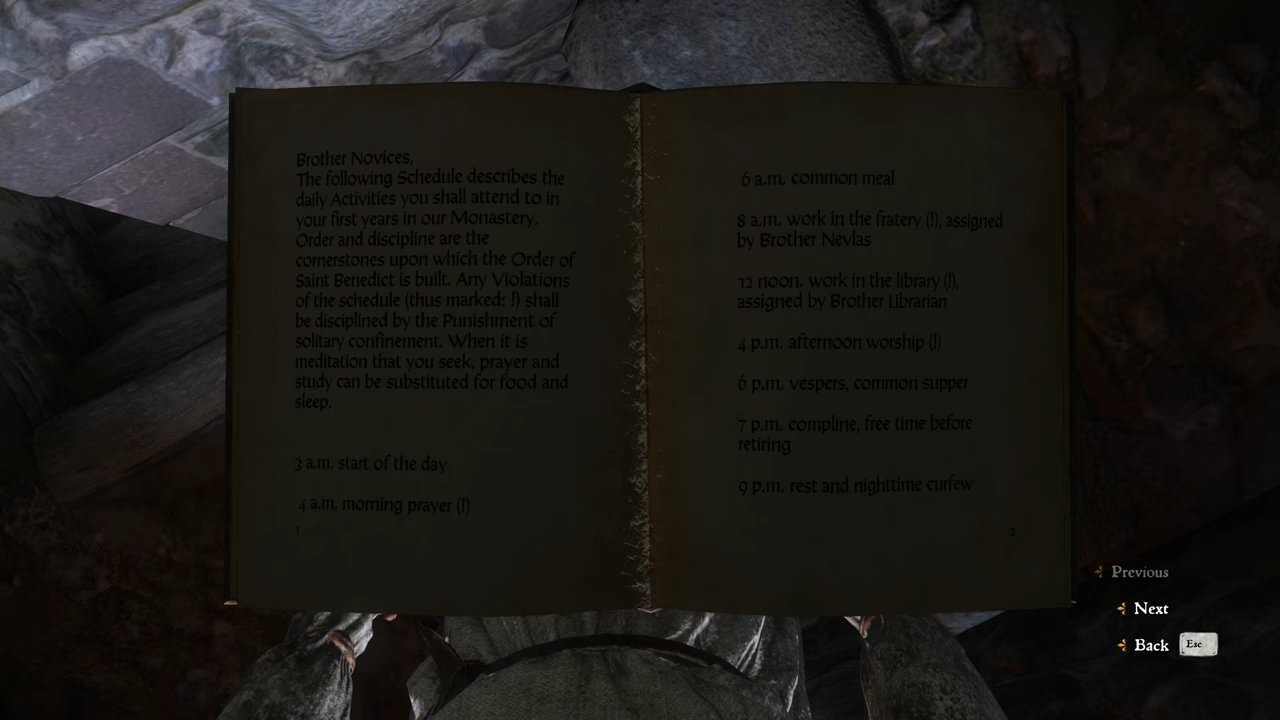 Brother Novices,
The following Schedule describes the
daily Activities you shall attend to in
your first years in our Monastery.
Order and discipline are the
cornerstones upon which the Order of
Saint Benedict is built. Any Violations
of the schedule (thus marked: !) shall
be disciplined by the Punishment of
solitary confinement. When it is
meditation that you seek, prayer and
study can be substituted for food and
sleep.
3 a.m. start of the day
4 a.m. morning prayer (!)
1
6 a.m. common meal
8 a.m. work in the fratery (!), assigned
by Brother Nevlas
12 noon. work in the library (!),
assigned by Brother Librarian
4 p.m. afternoon worship (!)
6 p.m. vespers, common supper
7 p.m. compline, free time before
retiring
9 p.m. rest and nighttime curfew
2
Previous
Next
Back Esc